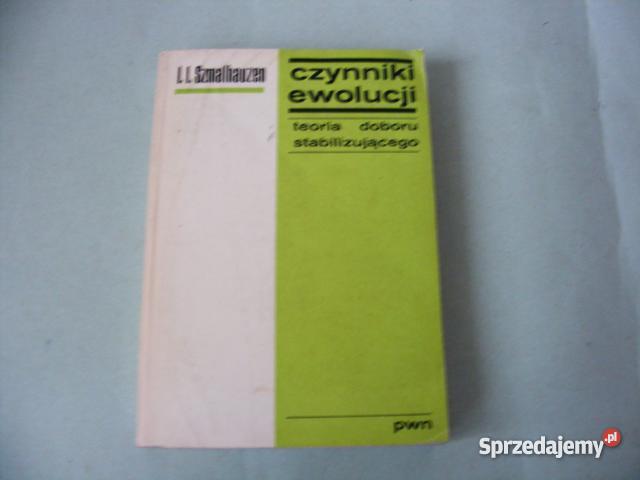 I. I. Szmalhauzen
czynniki
ewolucji
teoria doboru
stabilizującego
pwn
Sprzedajemy.pl